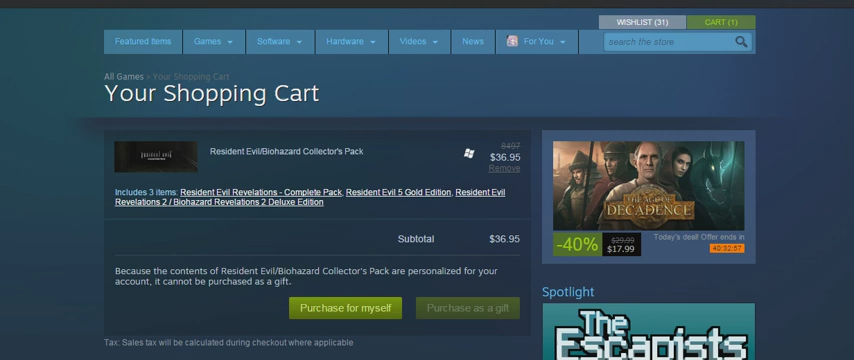 WISHLIST (31) CART (1)
Featured Items Games Software Hardware Videos News For You search the store
All Games > Your Shopping Cart
Your Shopping Cart
Resident Evil/Biohazard Collector's Pack
8497
$36.95
Remove
Includes 3 items: Resident Evil Revelations - Complete Pack, Resident Evil 5 Gold Edition, Resident Evil
Revelations 2 / Biohazard Revelations 2 Deluxe Edition
Subtotal $36.95
Because the contents of Resident Evil/Biohazard Collector's Pack are personalized for your
account, it cannot be purchased as a gift.
Purchase for myself Purchase as a gift
Tax: Sales tax will be calculated during checkout where applicable
THE AGE OF
DECADENCE
-40%
$29.99
$17.99
Today's deal! Offer ends in
40:32:57
Spotlight
The
Escapists